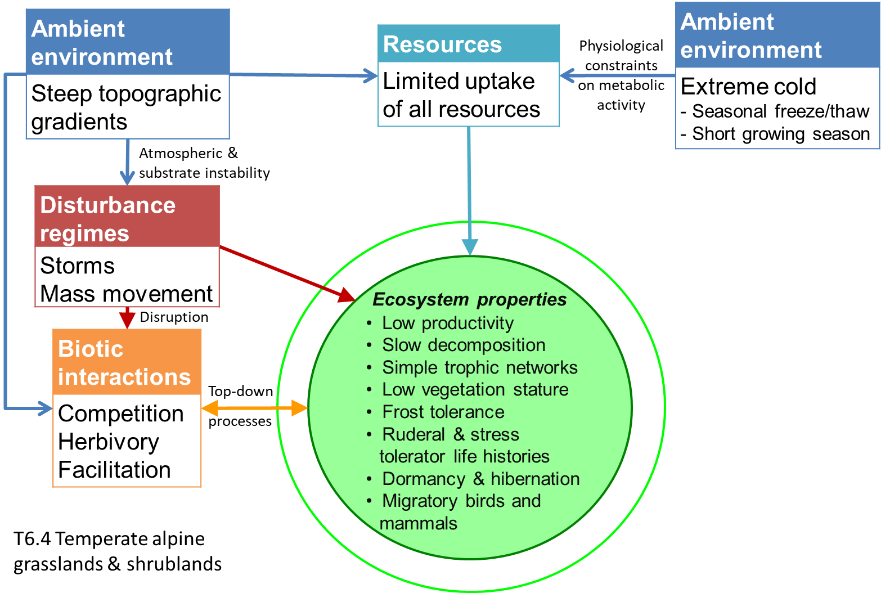 Ambient
environment
Steep topographic
gradients
Resources
Limited uptake
of all resources
Physiological
constraints
on metabolic
activity
Ambient
environment
Extreme cold
- Seasonal freeze/thaw
- Short growing season
Atmospheric &
substrate instability
Disturbance
regimes
Storms
Mass movement
Disruption
Biotic
interactions
Competition
Herbivory
Facilitation
Top-down
processes
Ecosystem properties
• Low productivity
• Slow decomposition
• Simple trophic networks
• Low vegetation stature
• Frost tolerance
• Ruderal & stress
tolerator life histories
• Dormancy & hibernation
• Migratory birds and
mammals
T6.4 Temperate alpine
grasslands & shrublands